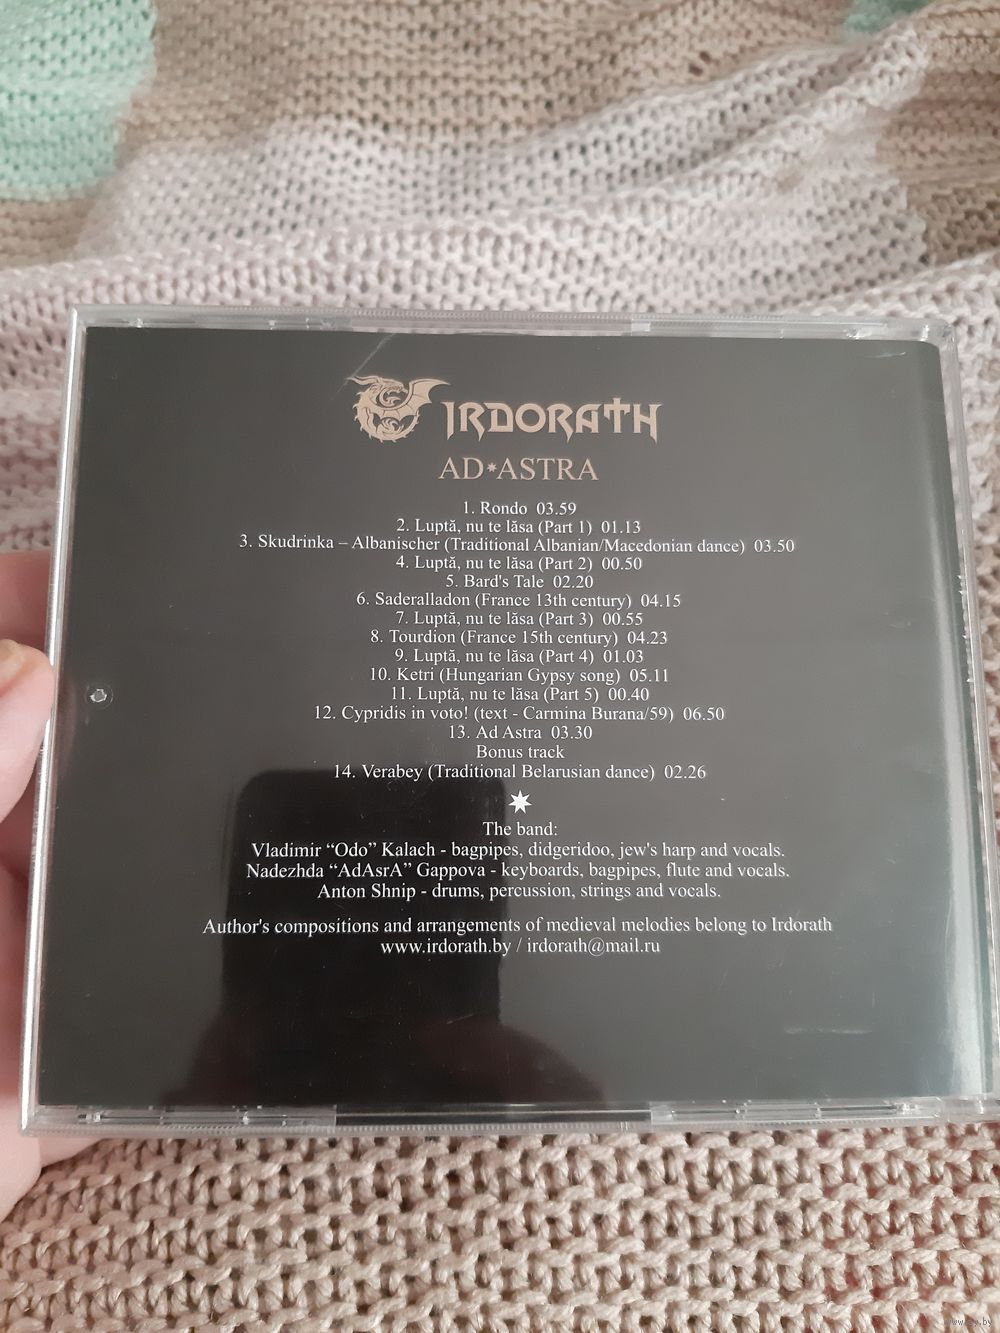 IRDORATH
AD*ASTRA
1. Rondo 03.59
2. Luptă, nu te lăsa (Part 1) 01.13
3. Skudrinka – Albanischer (Traditional Albanian/Macedonian dance) 03.50
4. Luptă, nu te lăsa (Part 2) 00.50
5. Bard's Tale 02.20
6. Saderalladon (France 13th century) 04.15
7. Luptă, nu te lăsa (Part 3) 00.55
8. Tourdion (France 15th century) 04.23
9. Luptă, nu te lăsa (Part 4) 01.03
10. Ketri (Hungarian Gypsy song) 05.11
11. Luptă, nu te lăsa (Part 5) 00.40
12. Cypridis in voto! (text - Carmina Burana/59) 06.50
13. Ad Astra 03.30
Bonus track
14. Verabey (Traditional Belarusian dance) 02.26
The band:
Vladimir “Odo” Kalach - bagpipes, didgeridoo, jew's harp and vocals.
Nadezhda “AdAsrA” Gappova - keyboards, bagpipes, flute and vocals.
Anton Shnip - drums, percussion, strings and vocals.
Author's compositions and arrangements of medieval melodies belong to Irdorath
www.irdorath.by / irdorath@mail.ru